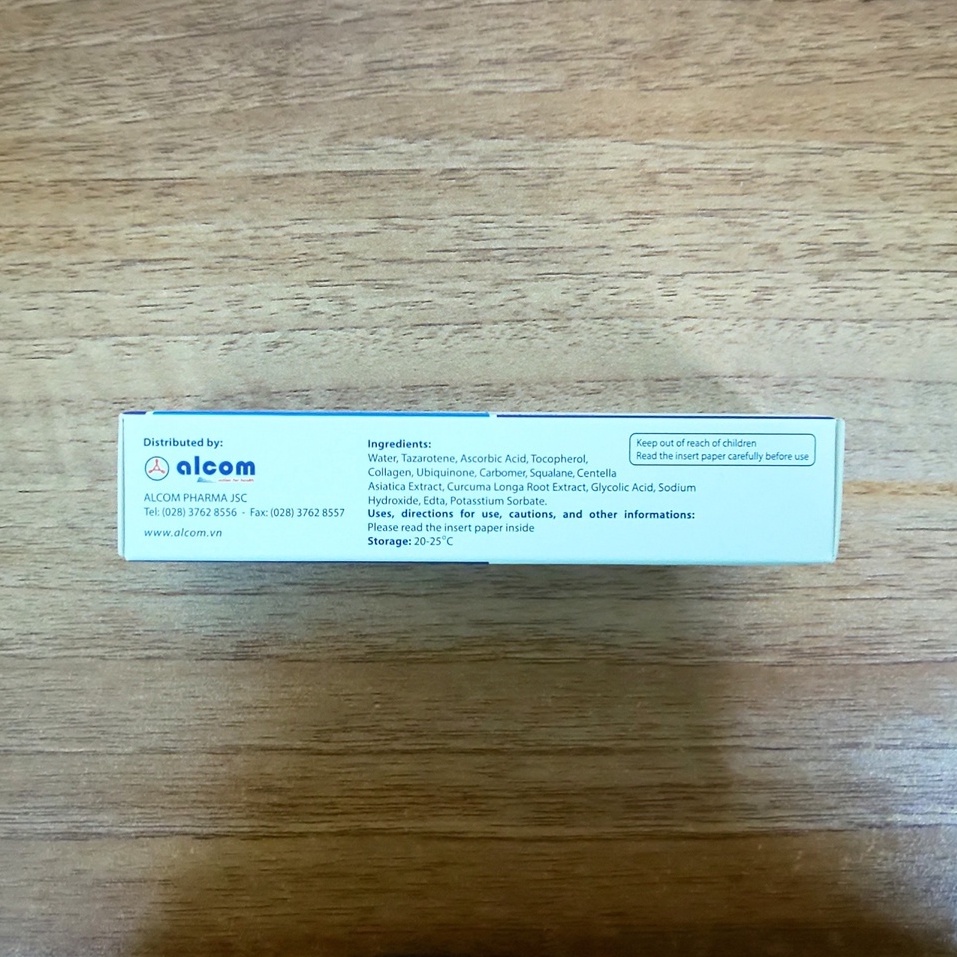 Distributed by:
alcom
action for health
ALCOM PHARMA JSC
Tel: (028) 3762 8556 - Fax: (028) 3762 8557
www.alcom.vn
Ingredients:
Water, Tazarotene, Ascorbic Acid, Tocopherol,
Collagen, Ubiquinone, Carbomer, Squalane, Centella
Asiatica Extract, Curcuma Longa Root Extract, Glycolic Acid, Sodium
Hydroxide, Edta, Potasstium Sorbate.
Uses, directions for use, cautions, and other informations:
Please read the insert paper inside
Storage: 20-25°C
Keep out of reach of children
Read the insert paper carefully before use